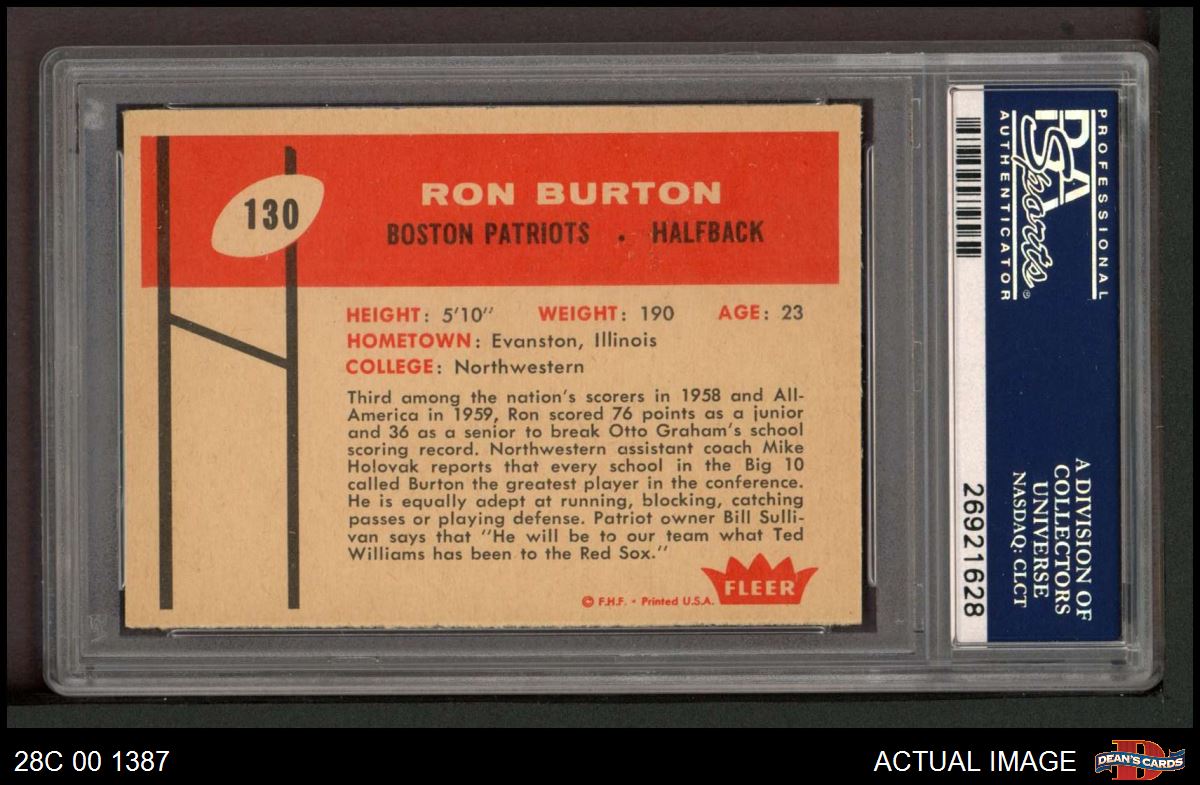 130
RON BURTON
BOSTON PATRIOTS • HALFBACK
HEIGHT: 5'10" WEIGHT: 190 AGE: 23
HOMETOWN: Evanston, Illinois
COLLEGE: Northwestern
Third among the nation's scorers in 1958 and All-
America in 1959, Ron scored 76 points as a junior
and 36 as a senior to break Otto Graham's school
scoring record. Northwestern assistant coach Mike
Holovak reports that every school in the Big 10
called Burton the greatest player in the conference.
He is equally adept at running, blocking, catching
passes or playing defense. Patriot owner Bill Sulli-
van says that "He will be to our team what Ted
Williams has been to the Red Sox."
FLEER
© F.H.F. • Printed U.S.A.
PROFESSIONAL
PSA
Sports®
AUTHENTICATOR
A DIVISION OF
COLLECTORS
UNIVERSE
NASDAQ: CLCT
26921628
28C 00 1387
ACTUAL IMAGE
D
DEAN'S CARDS